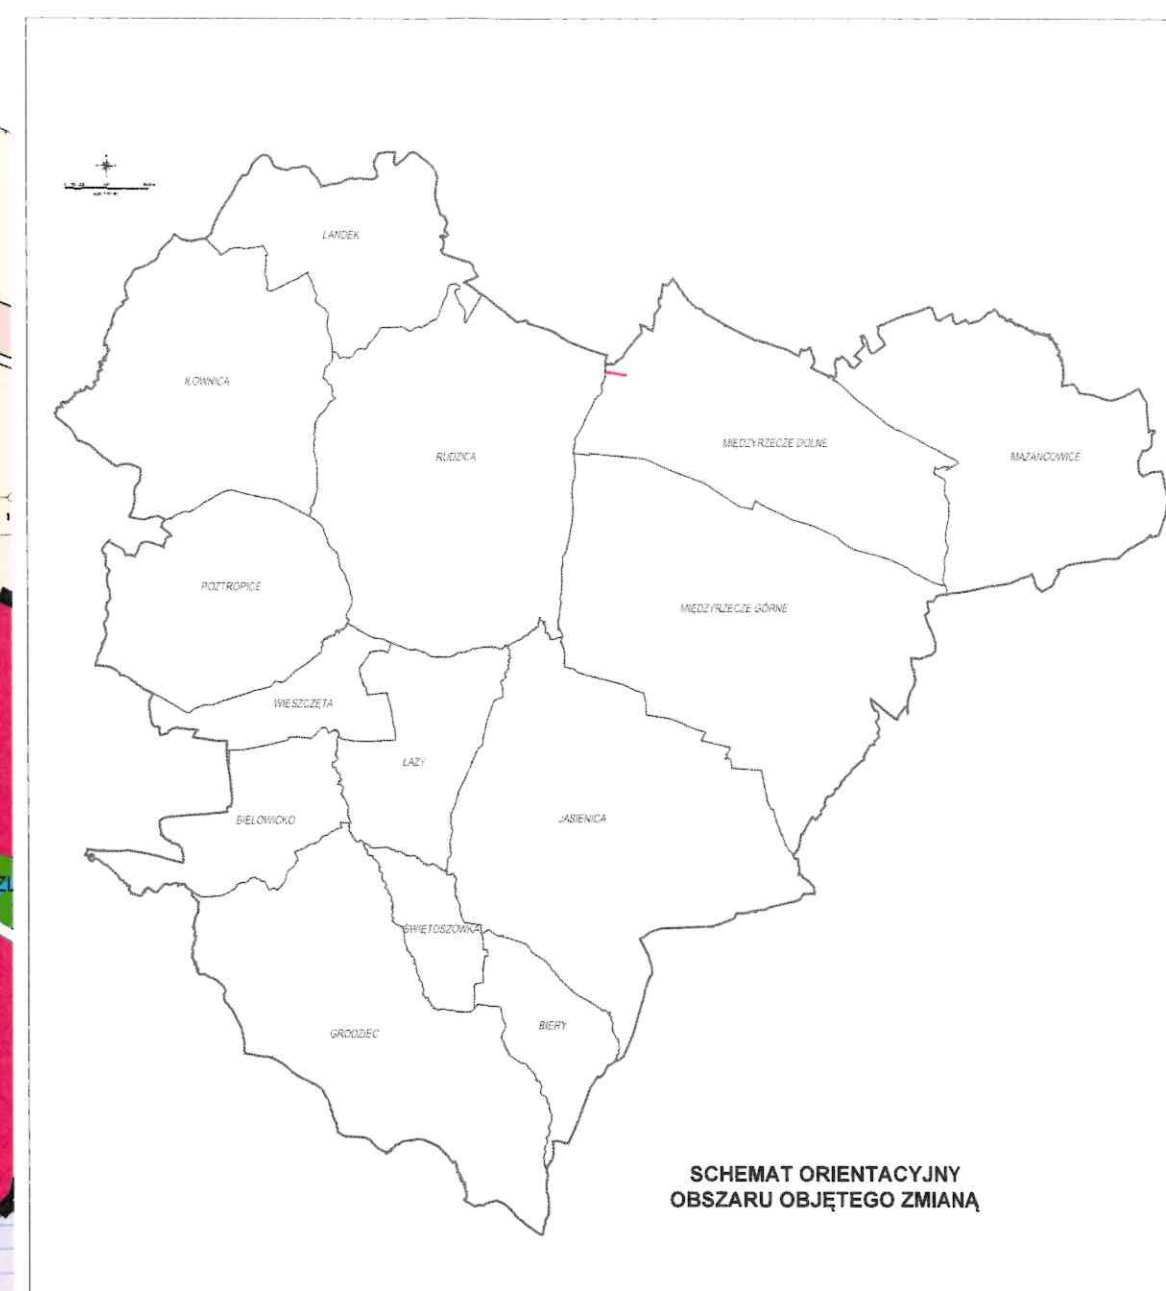 LANDEK
IŁOWNICA
RUDZICA
MIĘDZYRZECZE DOLNE
MAZAŃCOWICE
POZTROPICE
MIĘDZYRZECZE GÓRNE
WIESZCZĘTA
ŁAZY
BIELOWICKO
JASIENICA
ŚWIĘTOSZÓWKA
GRODZIEC
BIERY
SCHEMAT ORIENTACYJNY
OBSZARU OBJĘTEGO ZMIANĄ